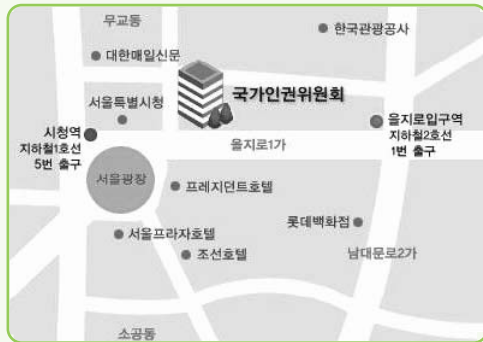 무교동
한국관광공사
대한매일신문
국가인권위원회
서울특별시청
을지로입구역
지하철2호선
1번 출구
시청역
지하철1호선
5번 출구
을지로1가
서울광장
프레지던트호텔
롯데백화점
서울프라자호텔
조선호텔
남대문로2가
소공동